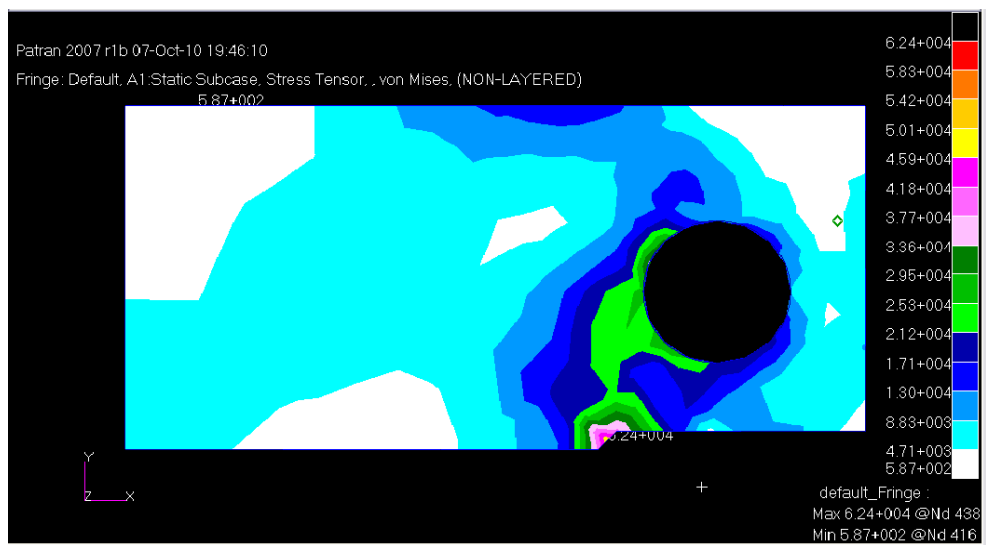 Patran 2007 r1b 07-Oct-10 19:46:10
Fringe: Default, A1:Static Subcase, Stress Tensor, , von Mises, (NON-LAYERED)
5.87+002
6.24+004
5.83+004
5.42+004
5.01+004
4.59+004
4.18+004
3.77+004
3.36+004
2.95+004
2.53+004
2.12+004
1.71+004
1.30+004
8.83+003
4.71+003
5.87+002
6.24+004
Y
Z X
default_Fringe :
Max 6.24+004 @Nd 438
Min 5.87+002 @Nd 416